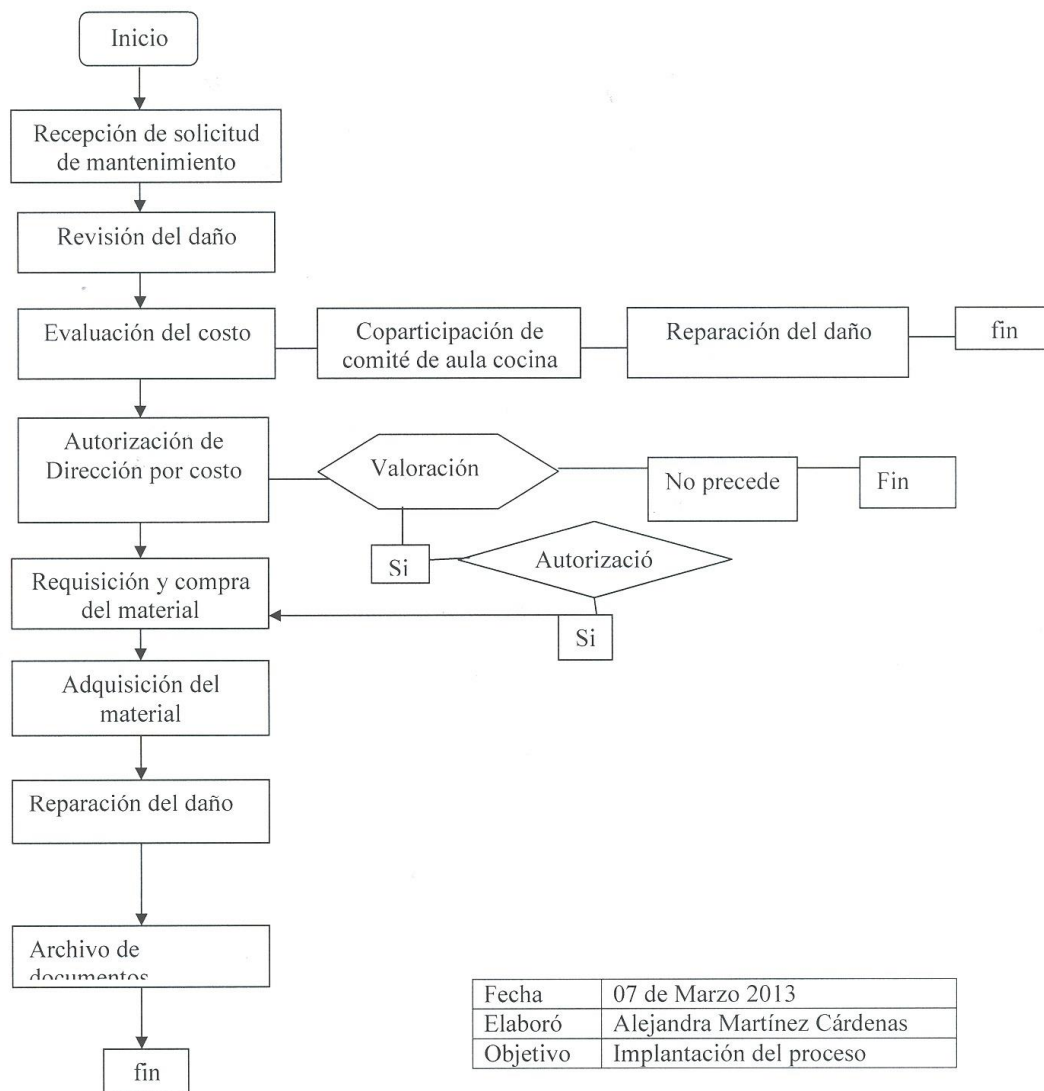 Inicio
Recepción de solicitud
de mantenimiento
Revisión del daño
Evaluación del costo
Coparticipación de
comité de aula cocina
Reparación del daño
fin
Autorización de
Dirección por costo
Valoración
No precede
Fin
Si
Autorizació
Requisición y compra
del material
Si
Adquisición del
material
Reparación del daño
Archivo de
documentos
fin
Fecha 07 de Marzo 2013
Elaboró Alejandra Martínez Cárdenas
Objetivo Implantación del proceso